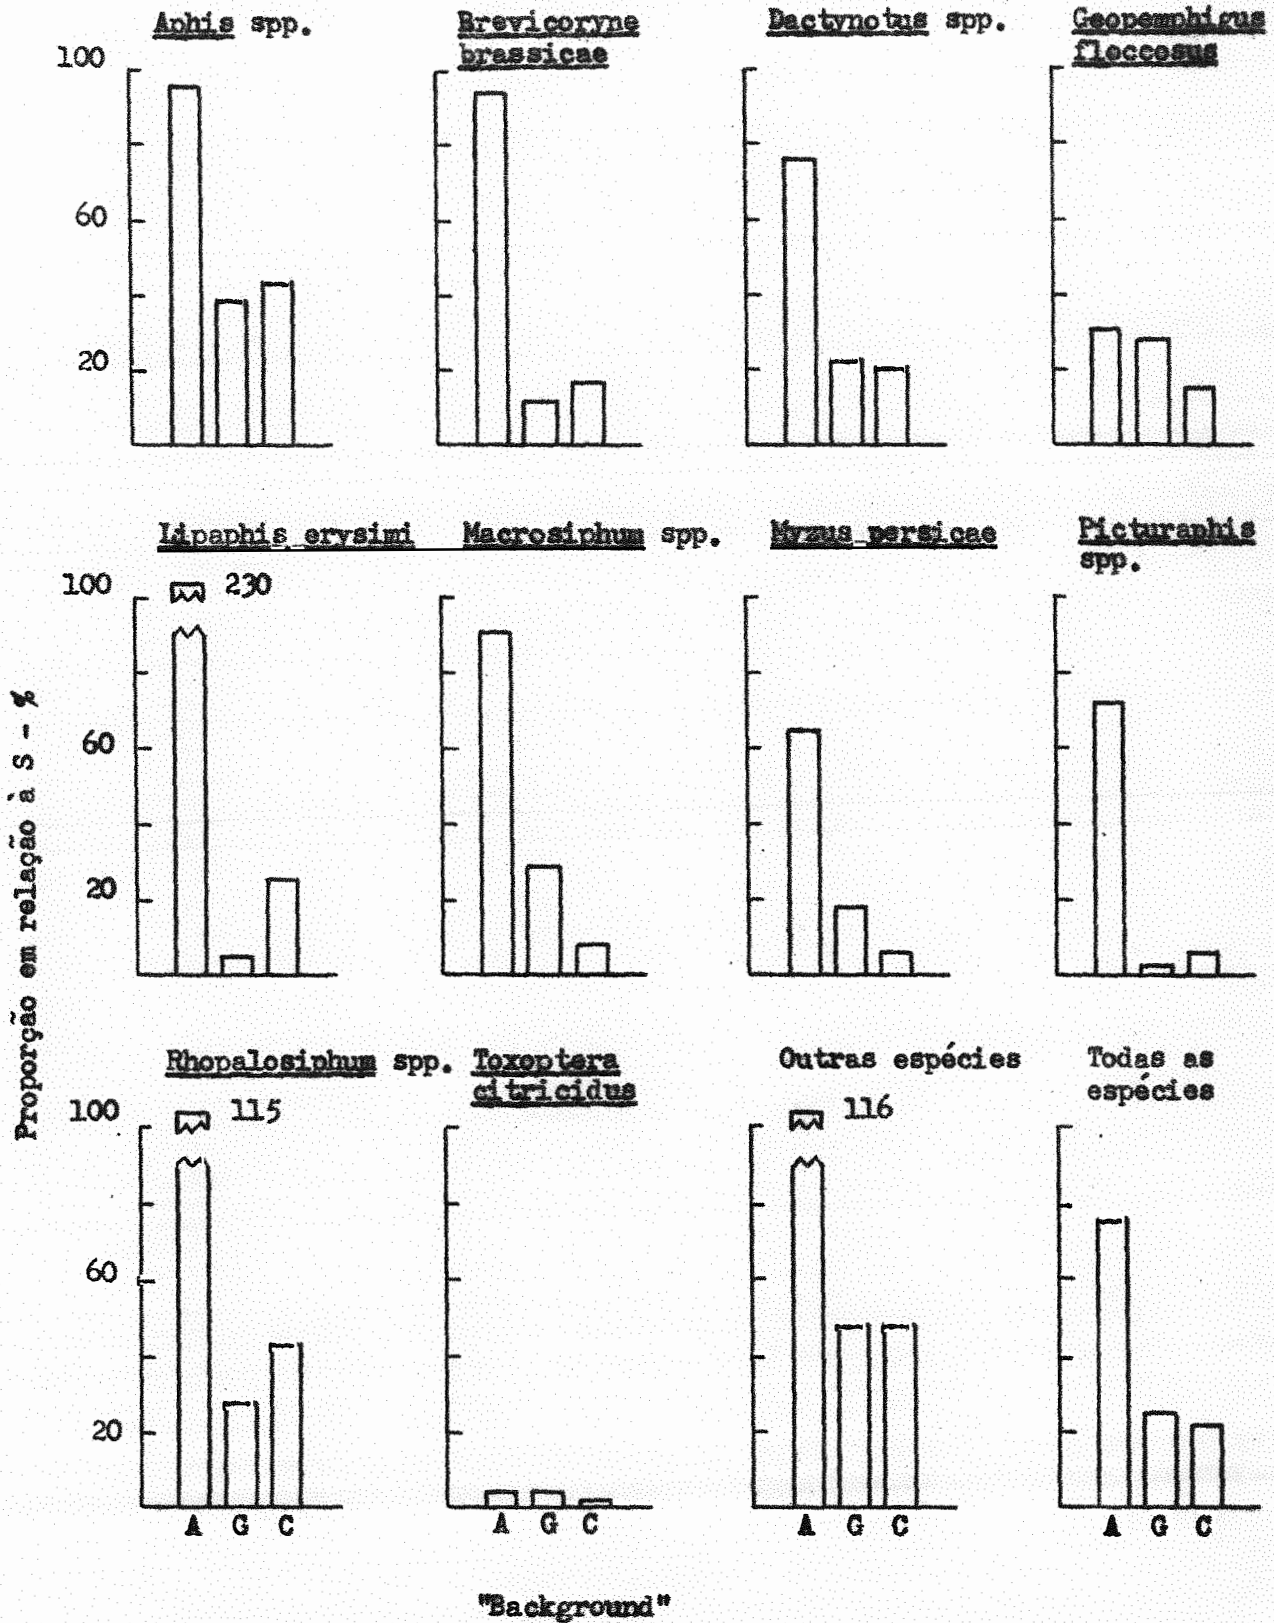 Aphis spp.
Brevicoryne
brassicae
Dactynotus spp.
Geopemphigus
floccosus
100
60
20
Lipaphis erysimi
Macrosiphum spp.
Myzus persicae
Picturaphis
spp.
100
230
60
20
Proporção em relação à S - %
Rhopalosiphum spp.
Toxoptera
citricidus
Outras espécies
Todas as
espécies
100
115
116
60
20
A G C
A G C
A G C
A G C
"Background"